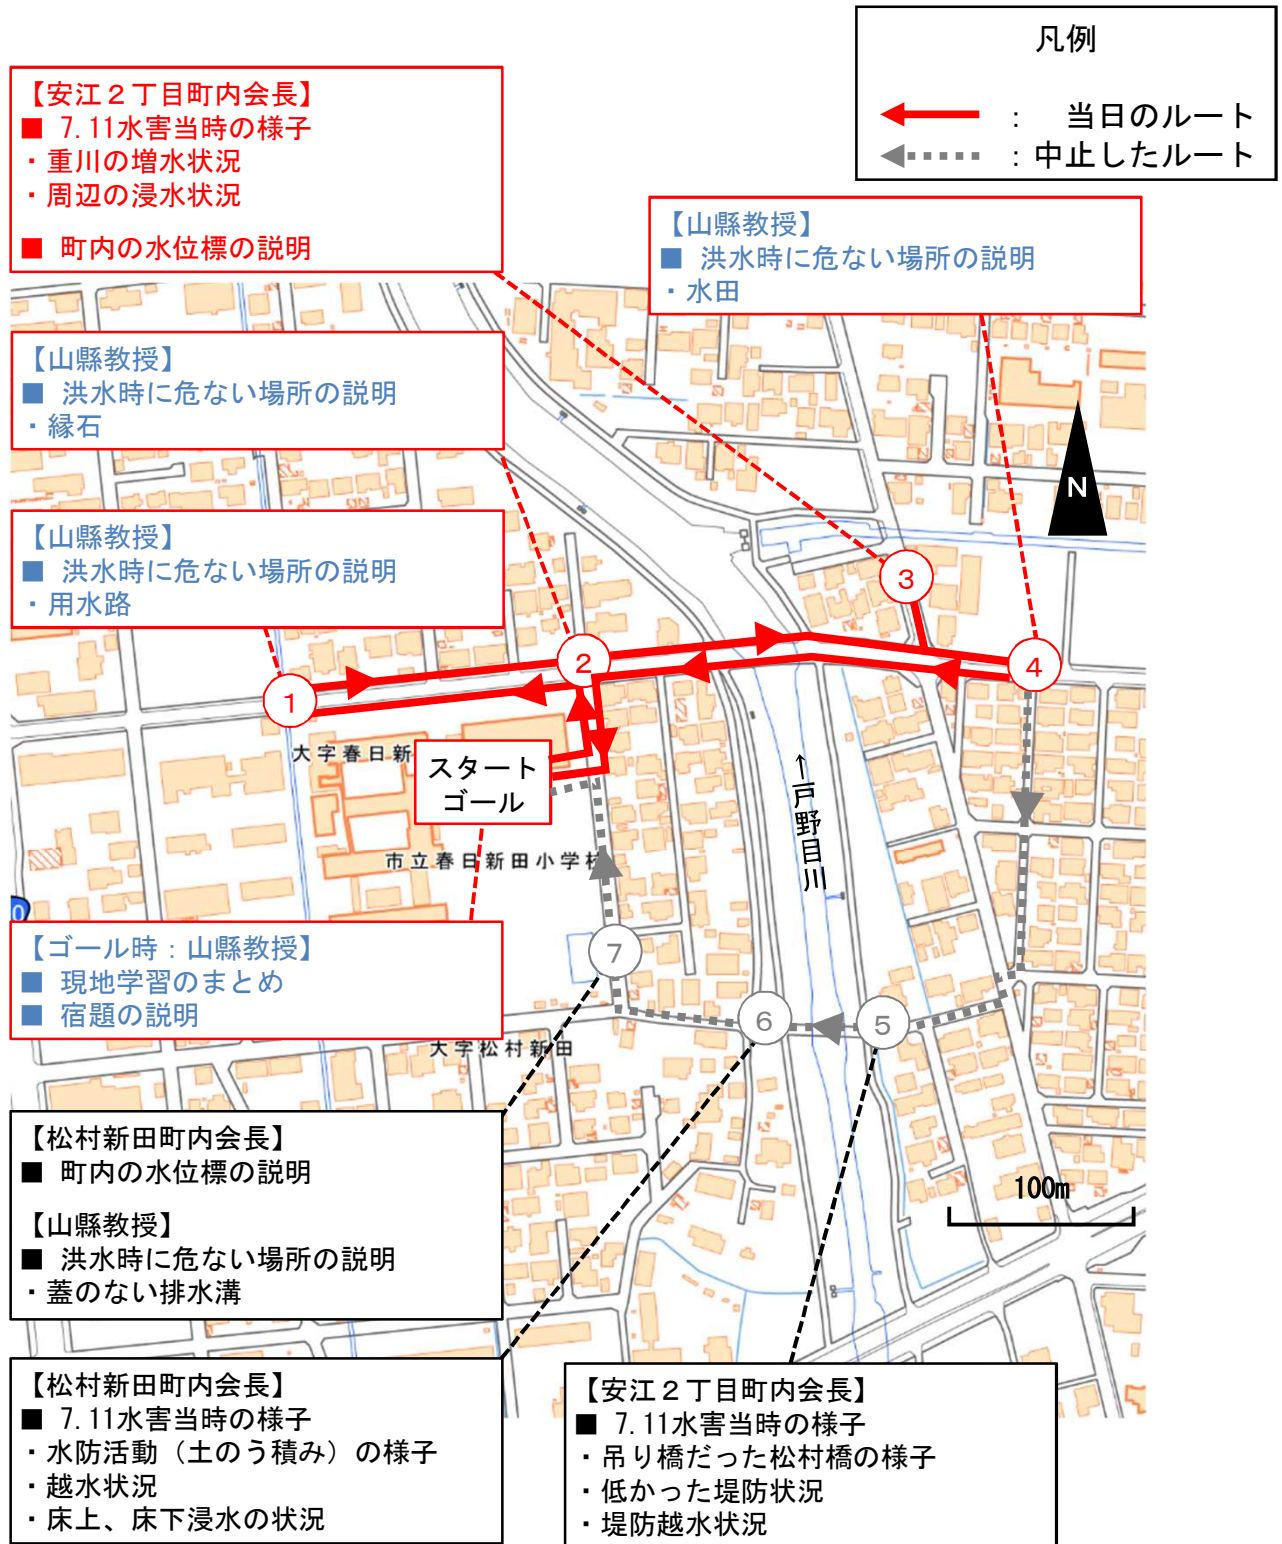 凡例
： 当日のルート
：中止したルート
【安江２丁目町内会長】
■ 7.11水害当時の様子
・重川の増水状況
・周辺の浸水状況
■ 町内の水位標の説明
【山縣教授】
■ 洪水時に危ない場所の説明
・水田
【山縣教授】
■ 洪水時に危ない場所の説明
・縁石
【山縣教授】
■ 洪水時に危ない場所の説明
・用水路
N
3
2
4
1
大字春日新
スタート
ゴール
←戸野目川
市立春日新田小学校
【ゴール時：山縣教授】
■ 現地学習のまとめ
■ 宿題の説明
7
6
5
大字松村新田
【松村新田町内会長】
■ 町内の水位標の説明
【山縣教授】
■ 洪水時に危ない場所の説明
・蓋のない排水溝
100m
【松村新田町内会長】
■ 7.11水害当時の様子
・水防活動（土のう積み）の様子
・越水状況
・床上、床下浸水の状況
【安江２丁目町内会長】
■ 7.11水害当時の様子
・吊り橋だった松村橋の様子
・低かった堤防状況
・堤防越水状況